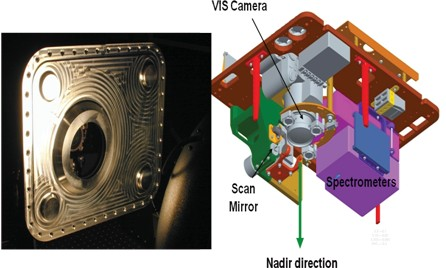 VIS Camera
Scan
Mirror
Spectrometers
Nadir direction